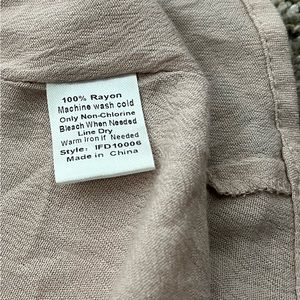 100% Rayon
Machine wash cold
Only Non-Chlorine
Bleach When Needed
Line Dry
Warm Iron If Needed
Style: IFD10006
Made in China